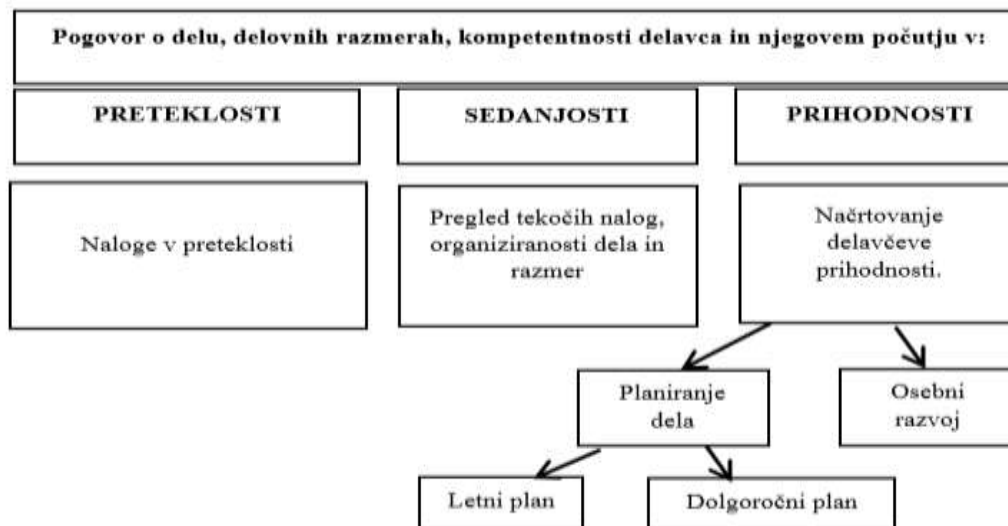 Pogovor o delu, delovnih razmerah, kompetentnosti delavca in njegovem počutju v:
PRETEKLOSTI
SEDANJOSTI
PRIHODNOSTI
Naloge v preteklosti
Pregled tekočih nalog,
organiziranosti dela in
razmer
Načrtovanje
delavčeve
prihodnosti.
Planiranje
dela
Osebni
razvoj
Letni plan
Dolgoročni plan